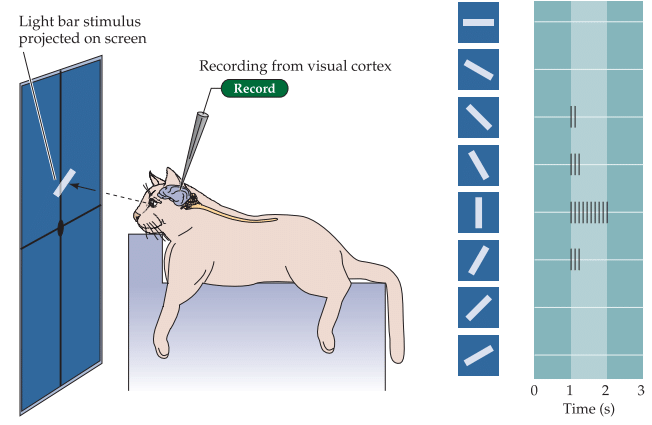 Light bar stimulus
projected on screen
Recording from visual cortex
Record
0 1 2 3
Time (s)